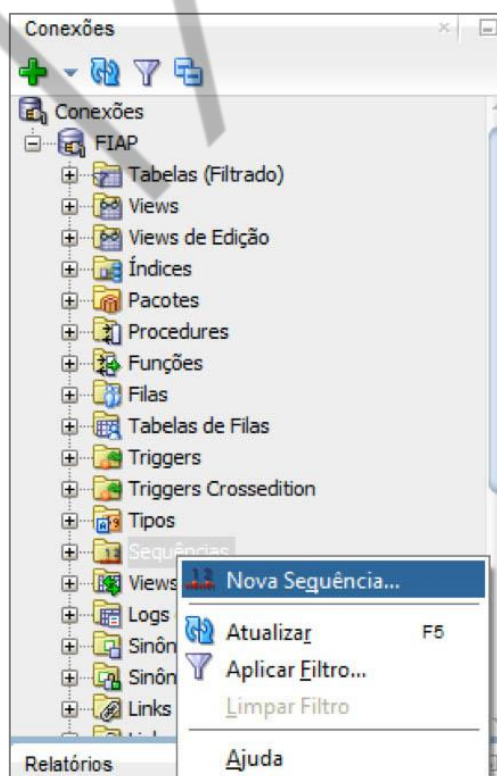 Conexões
Conexões
FIAP
Tabelas (Filtrado)
Views
Views de Edição
Índices
Pacotes
Procedures
Funções
Filas
Tabelas de Filas
Triggers
Triggers Crossedition
Tipos
Sequências
Nova Sequência...
Views
Logs
Atualizar F5
Sinôn
Aplicar Filtro...
Sinôn
Links
Limpar Filtro
Relatórios
Ajuda